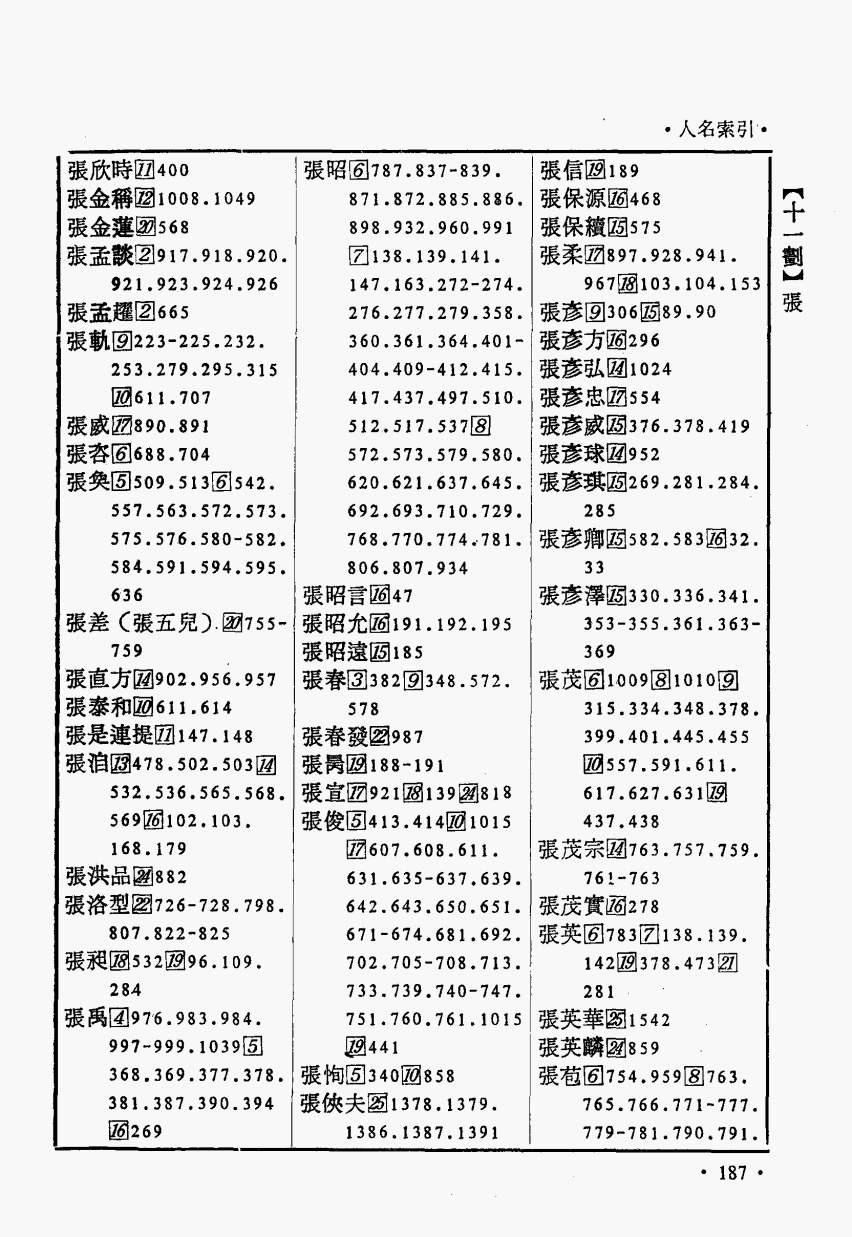 •人名索引•
張欣時[11]400
張金稱[12]1008.1049
張金蓮[20]568
張孟談[2]917.918.920.
921.923.924.926
張孟趯[2]665
張軌[9]223-225.232.
253.279.295.315
[10]611.707
張威[17]890.891
張咨[6]688.704
張奐[5]509.513[6]542.
557.563.572.573.
575.576.580-582.
584.591.594.595.
636
張差（張五兒）.[20]755-
759
張直方[14]902.956.957
張泰和[10]611.614
張是連提[11]147.148
張洎[13]478.502.503[14]
532.536.565.568.
569[16]102.103.
168.179
張洪品[24]882
張洛型[22]726-728.798.
807.822-825
張昶[18]532[19]96.109.
284
張禹[4]976.983.984.
997-999.1039[5]
368.369.377.378.
381.387.390.394
[16]269
張昭[6]787.837-839.
871.872.885.886.
898.932.960.991
[7]138.139.141.
147.163.272-274.
276.277.279.358.
360.361.364.401-
404.409-412.415.
417.437.497.510.
512.517.537[8]
572.573.579.580.
620.621.637.645.
692.693.710.729.
768.770.774.781.
806.807.934
張昭言[16]47
張昭允[16]191.192.195
張昭遠[15]185
張春[3]382[9]348.572.
578
張春發[22]987
張[19]188-191
張宣[17]921[18]139[24]818
張俊[5]413.414[10]1015
[17]607.608.611.
631.635-637.639.
642.643.650.651.
671-674.681.692.
702.705-708.713.
733.739.740-747.
751.760.761.1015
[19]441
張恂[5]340[10]858
張俠夫[25]1378.1379.
1386.1387.1391
張信[19]189
張保源[16]468
張保續[15]575
張柔[17]897.928.941.
967[18]103.104.153
張彥[9]306[15]89.90
張彥方[16]296
張彥弘[14]1024
張彥忠[17]554
張彥威[15]376.378.419
張彥球[14]952
張彥琪[15]269.281.284.
285
張彥卿[15]582.583[16]32.
33
張彥澤[15]330.336.341.
353-355.361.363-
369
張茂[6]1009[8]1010[9]
315.334.348.378.
399.401.445.455
[10]557.591.611.
617.627.631[19]
437.438
張茂宗[14]763.757.759.
761-763
張茂實[16]278
張英[6]783[7]138.139.
142[19]378.473[21]
281
張英華[25]1542
張英麟[24]859
張苞[6]754.959[8]763.
765.766.771-777.
779-781.790.791.
【十一劃】張
• 187 •